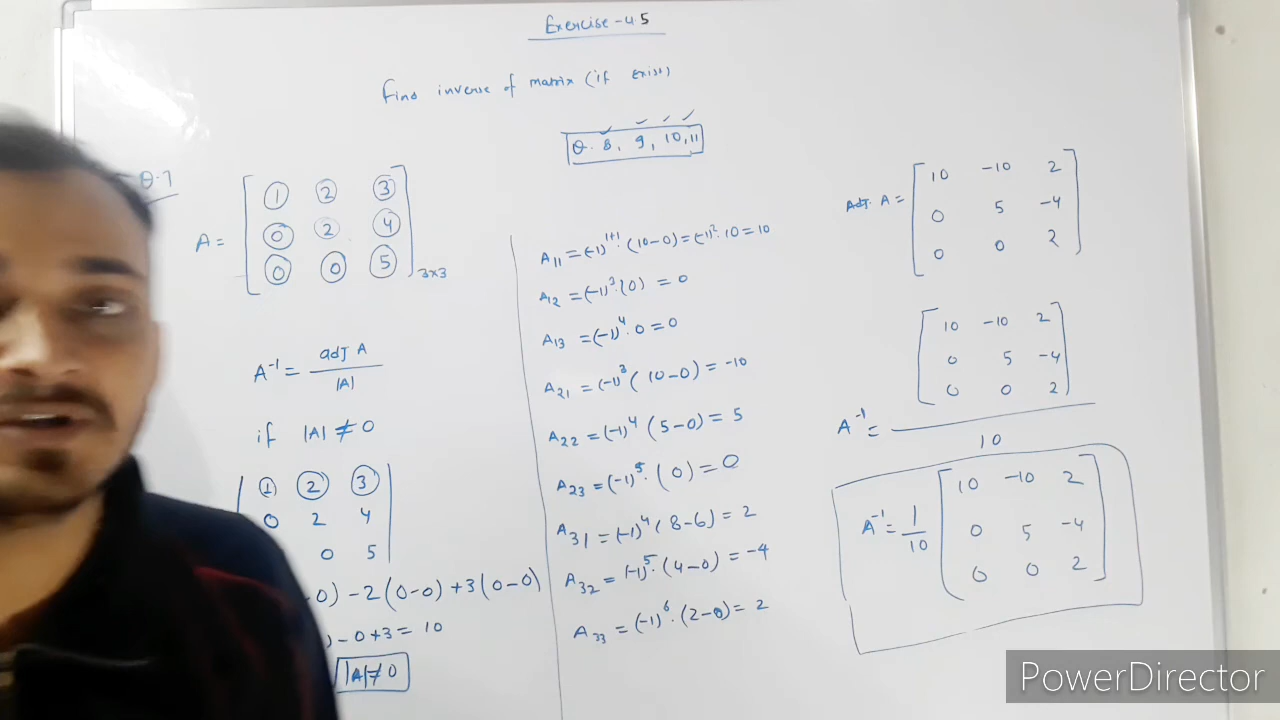 Exercise-45
Find inverse of matrix (if exist)
Q. 8, 9, 10, 11
Q.7
A = [ 1 2 3
0 2 4
0 0 5 ] 3x3
A⁻¹ = adj A / |A|
if |A| ≠ 0
| 1 2 3
0 2 4
0 5 |
0) -2(0-0) +3(0-0)
) - 0+3 = 10
|A| ≠ 0
A11 = (-1)^1+1 · (10-0) = (-1)² · 10 = 10
A12 = (-1)³ · (0) = 0
A13 = (-1)⁴ · 0 = 0
A21 = (-1)³ (10-0) = -10
A22 = (-1)⁴ (5-0) = 5
A23 = (-1)⁵ · (0) = 0
A31 = (-1)⁴ (8-6) = 2
A32 = (-1)⁵ · (4-0) = -4
A33 = (-1)⁶ · (2-0) = 2
Adj. A = [ 10 -10 2
0 5 -4
0 0 2 ]
[ 10 -10 2
0 5 -4
0 0 2 ]
A⁻¹ =
10
A⁻¹ = 1/10 [ 10 -10 2
0 5 -4
0 0 2 ]
PowerDirector